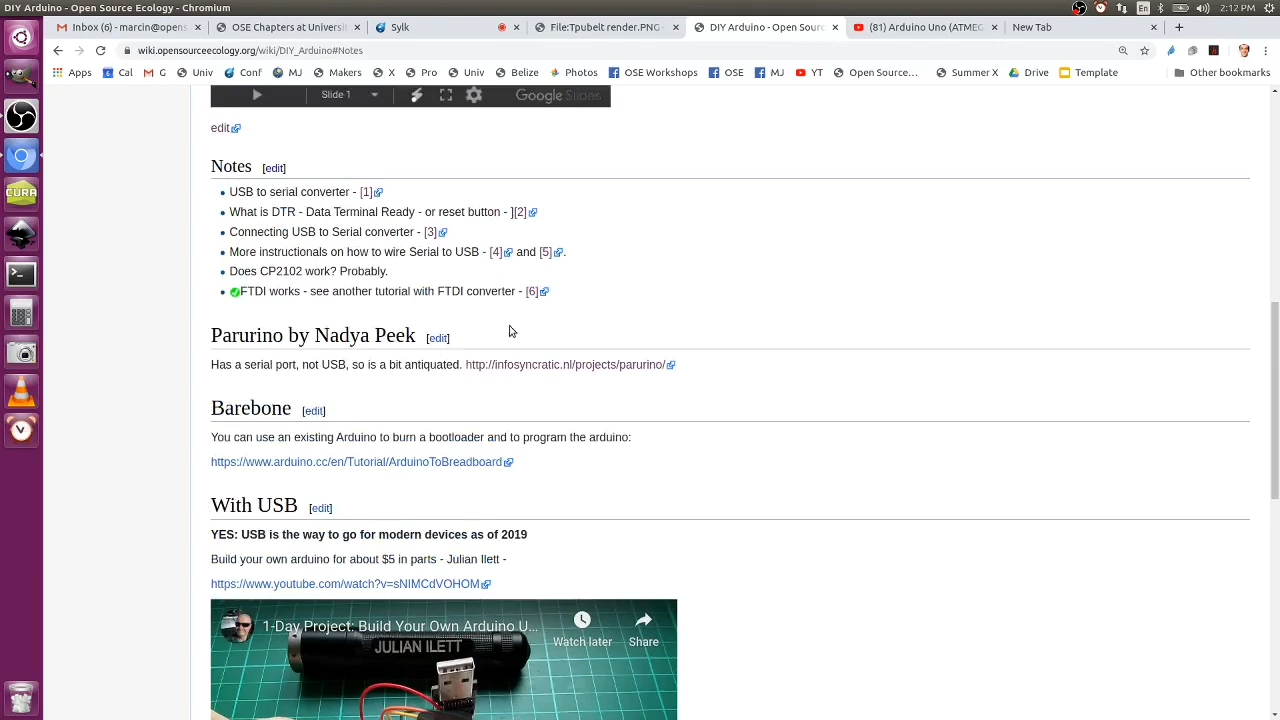 DIY Arduino - Open Source Ecology - Chromium
En
2:12 PM
Inbox (6) - marcin@opens
OSE Chapters at Universit
Sylk
File:Tpubelt render.PNG-
DIY Arduino - Open Sourc
(81) Arduino Uno (ATMEG
New Tab
wiki.opensourceecology.org/wiki/DIY_Arduino#Notes
Apps
Cal
G
Univ
Conf
MJ
Makers
X
Pro
Univ
Belize
Photos
OSE Workshops
OSE
MJ
YT
Open Source…
Summer X
Drive
Template
Other bookmarks
Slide 1
Google Slides
edit
Notes [edit]
USB to serial converter - [1]
What is DTR - Data Terminal Ready - or reset button - ][2]
Connecting USB to Serial converter - [3]
More instructionals on how to wire Serial to USB - [4] and [5].
Does CP2102 work? Probably.
FTDI works - see another tutorial with FTDI converter - [6]
Parurino by Nadya Peek [edit]
Has a serial port, not USB, so is a bit antiquated. http://infosyncratic.nl/projects/parurino/
Barebone [edit]
You can use an existing Arduino to burn a bootloader and to program the arduino:
https://www.arduino.cc/en/Tutorial/ArduinoToBreadboard
With USB [edit]
YES: USB is the way to go for modern devices as of 2019
Build your own arduino for about $5 in parts - Julian Ilett -
https://www.youtube.com/watch?v=sNIMCdVOHOM
1-Day Project: Build Your Own Arduino U…
Watch later
Share
JULIAN ILETT
CURA